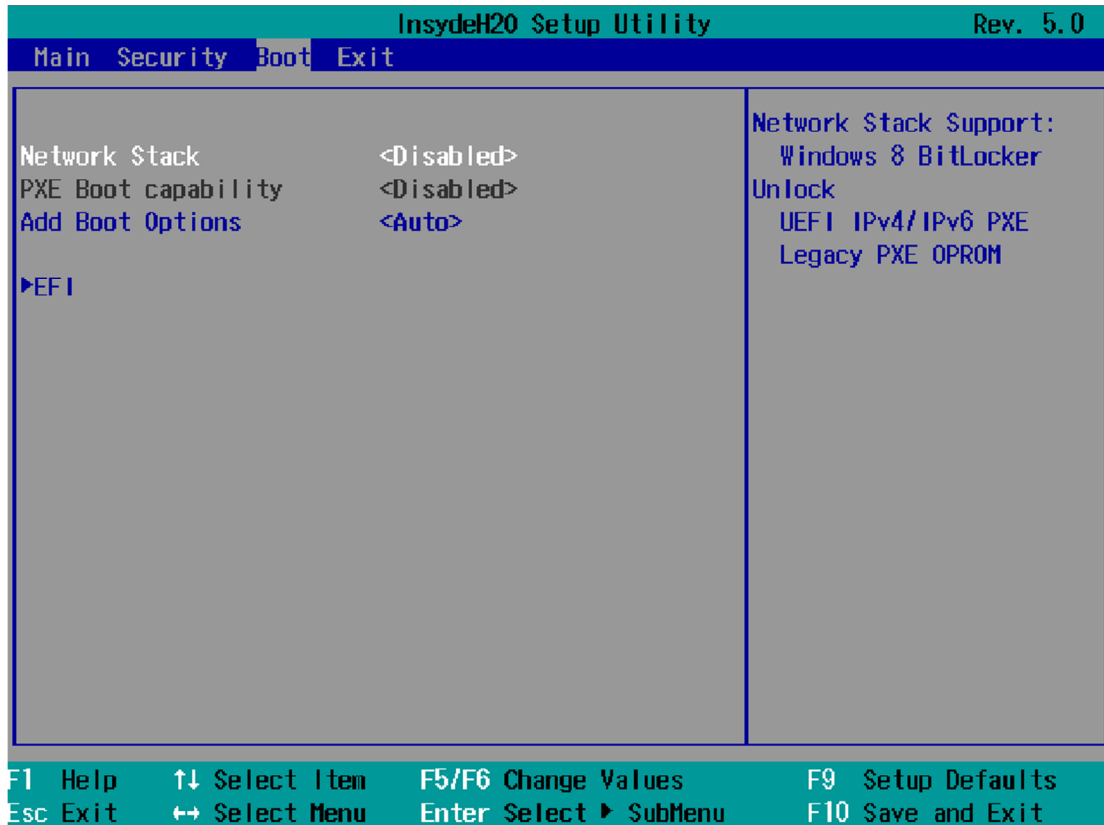 InsydeH20 Setup Utility Rev. 5.0
Main Security Boot Exit
Network Stack <Disabled>
PXE Boot capability <Disabled>
Add Boot Options <Auto>
▶EFI
Network Stack Support:
Windows 8 BitLocker
Unlock
UEFI IPv4/IPv6 PXE
Legacy PXE OPROM
F1 Help ↑↓ Select Item F5/F6 Change Values F9 Setup Defaults
Esc Exit ←→ Select Menu Enter Select ▶ SubMenu F10 Save and Exit